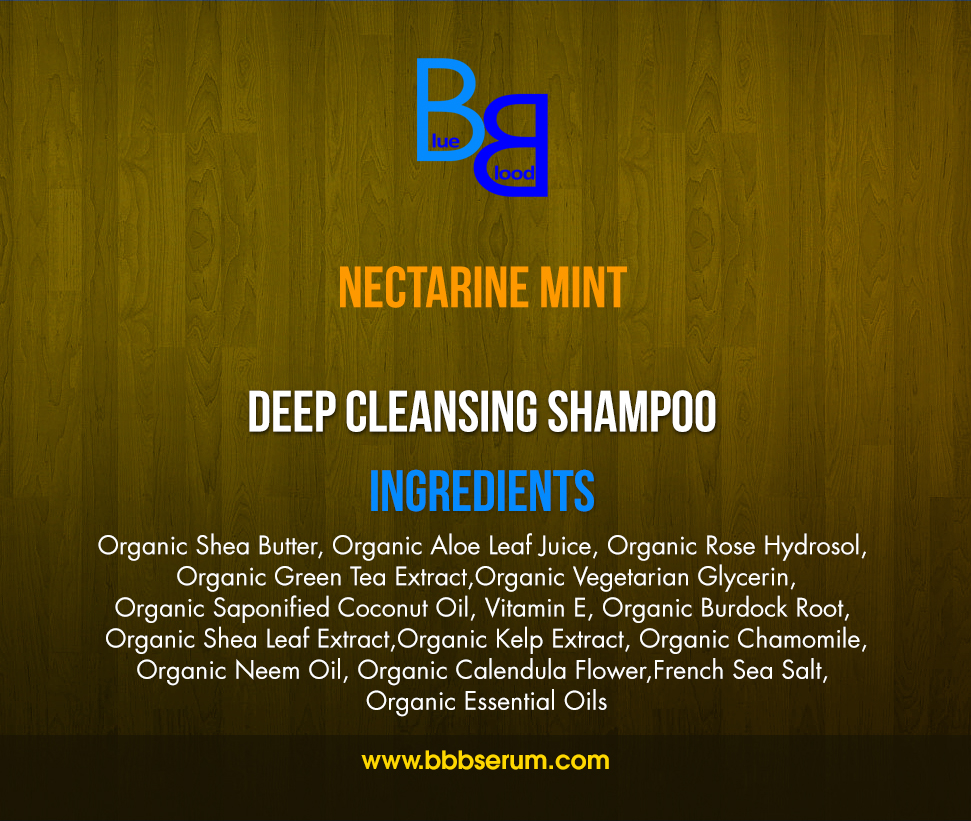 Blue
Blood
NECTARINE MINT
DEEP CLEANSING SHAMPOO
INGREDIENTS
Organic Shea Butter, Organic Aloe Leaf Juice, Organic Rose Hydrosol,
Organic Green Tea Extract,Organic Vegetarian Glycerin,
Organic Saponified Coconut Oil, Vitamin E, Organic Burdock Root,
Organic Shea Leaf Extract,Organic Kelp Extract, Organic Chamomile,
Organic Neem Oil, Organic Calendula Flower,French Sea Salt,
Organic Essential Oils
www.bbbserum.com